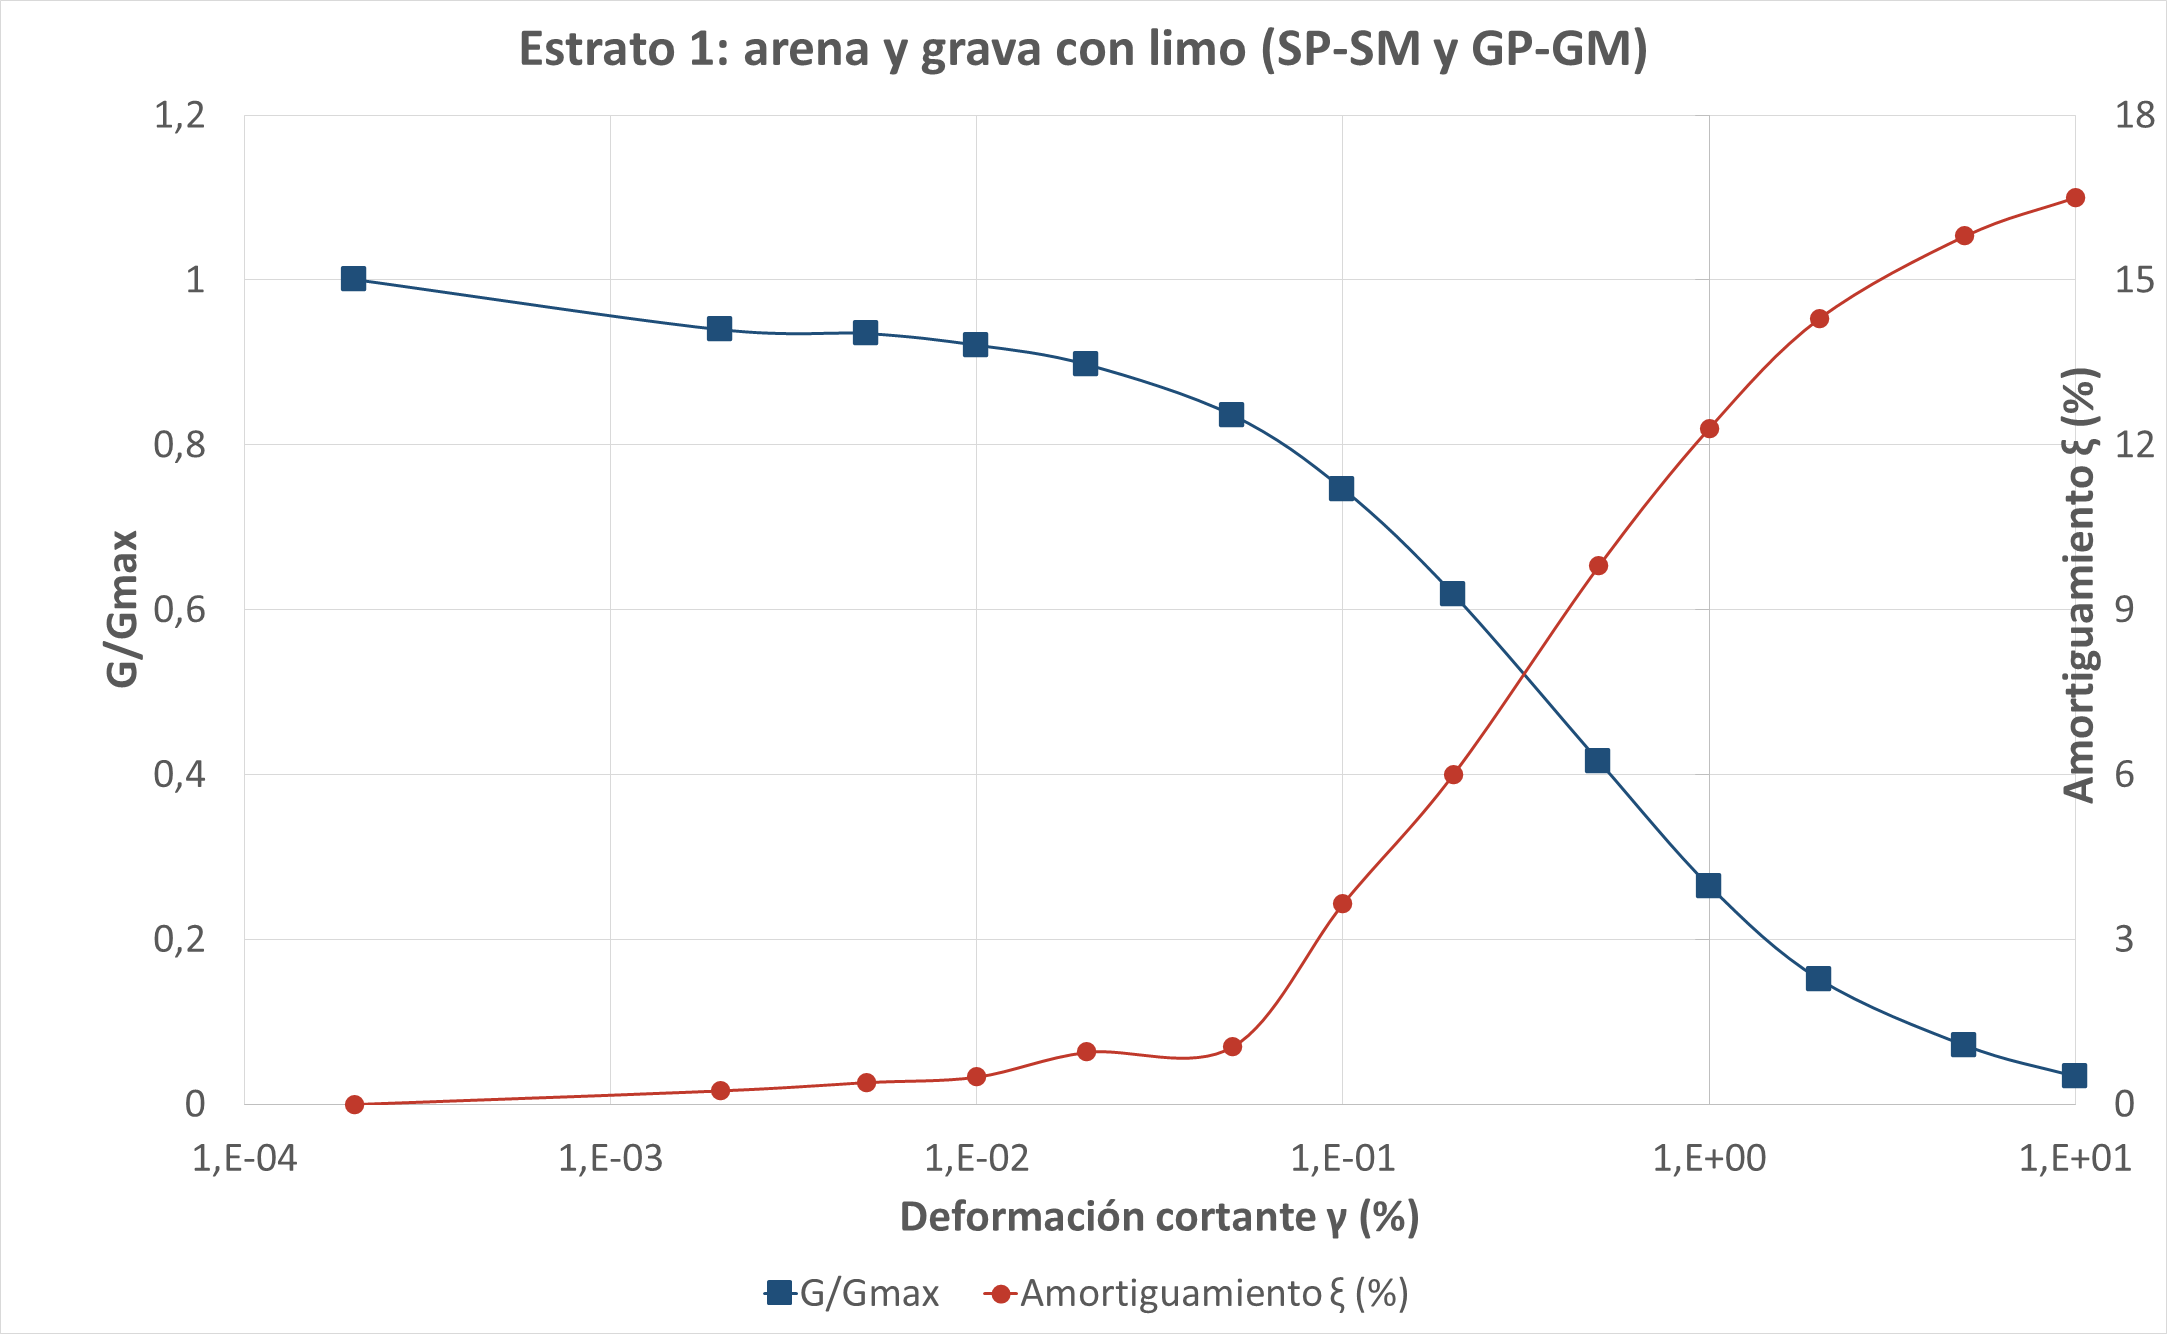 Estrato 1: arena y grava con limo (SP-SM y GP-GM)
1,2
1
0,8
0,6
0,4
0,2
0
G/Gmax
18
15
12
9
6
3
0
Amortiguamiento ξ (%)
1,E-04 1,E-03 1,E-02 1,E-01 1,E+00 1,E+01
Deformación cortante γ (%)
G/Gmax Amortiguamiento ξ (%)